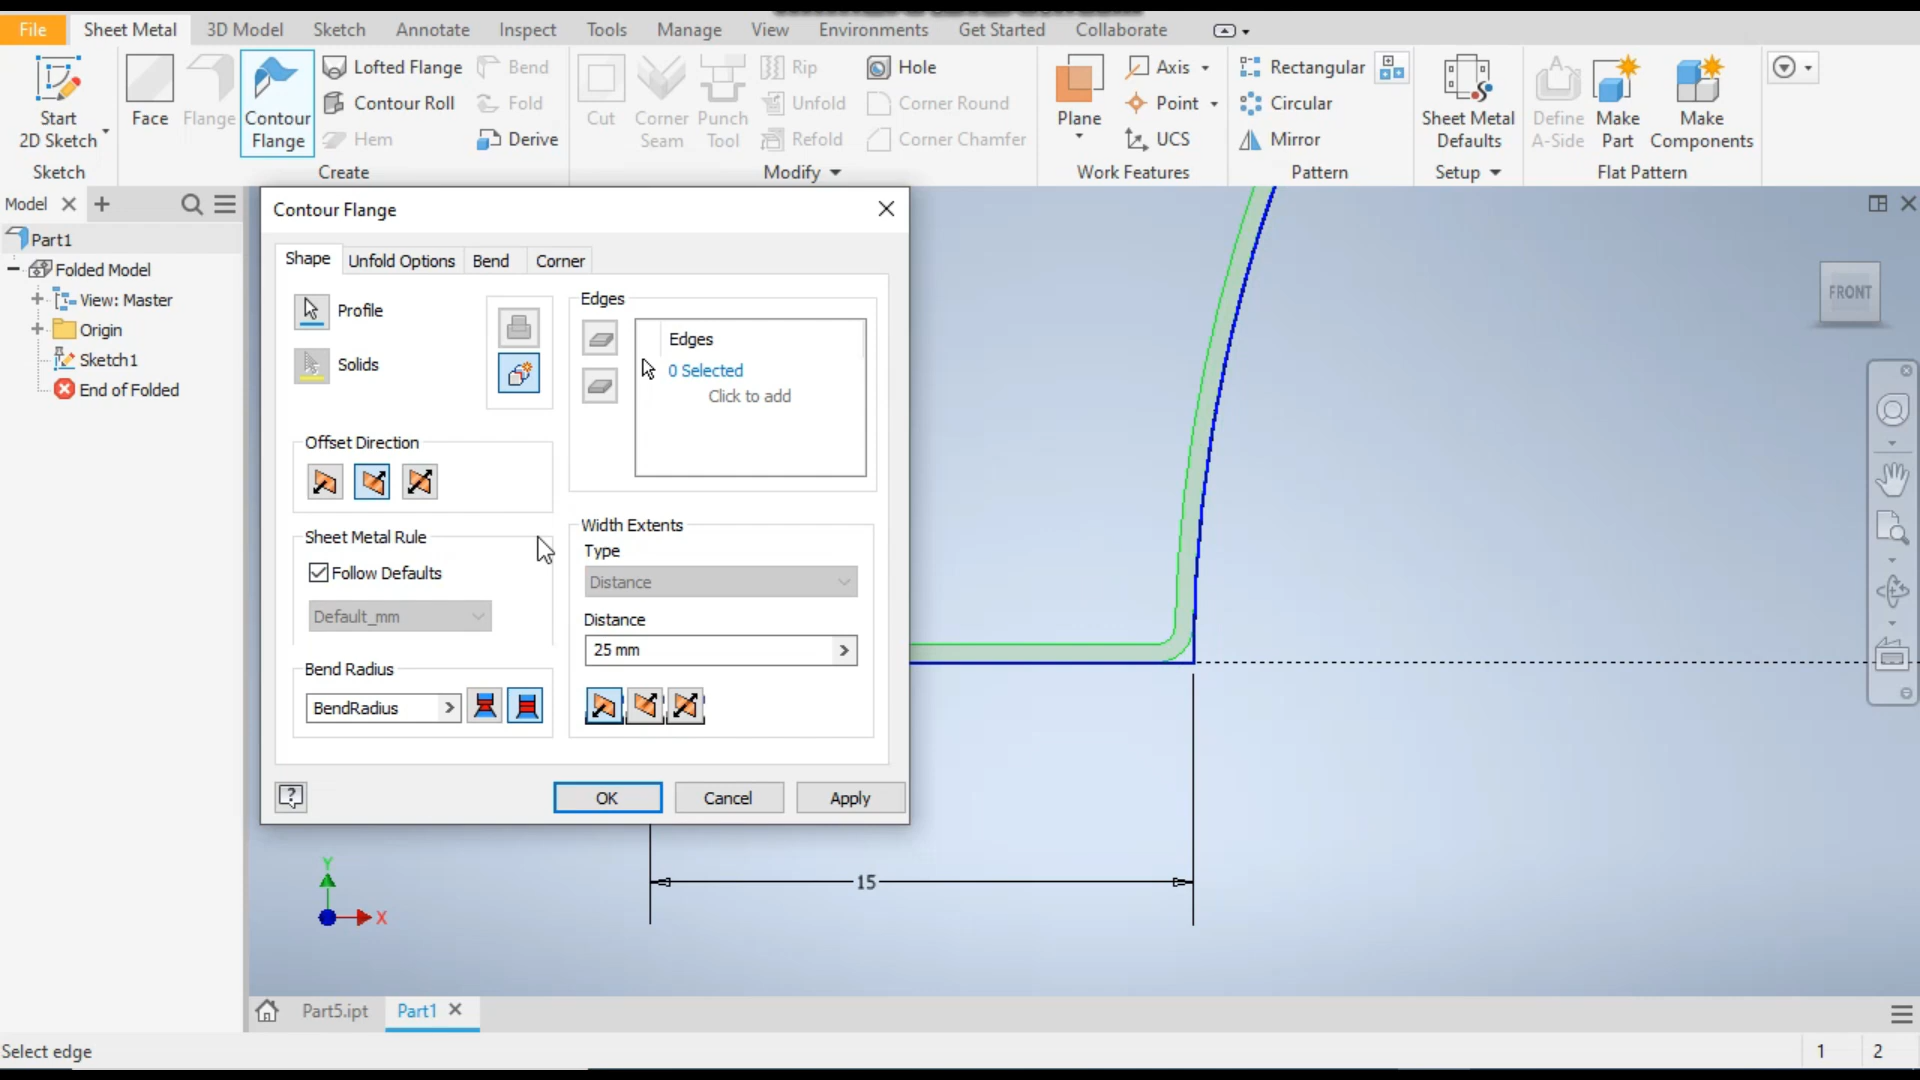 File Sheet Metal 3D Model Sketch Annotate Inspect Tools Manage View Environments Get Started Collaborate
Start
2D Sketch
Sketch
Face
Flange
Contour
Flange
Lofted Flange
Contour Roll
Hem
Bend
Fold
Derive
Create
Cut
Corner
Seam
Punch
Tool
Rip
Unfold
Refold
Hole
Corner Round
Corner Chamfer
Modify
Plane
Axis
Point
UCS
Work Features
Rectangular
Circular
Mirror
Pattern
Sheet Metal
Defaults
Setup
Define
A-Side
Make
Part
Make
Components
Flat Pattern
Model
Part1
Folded Model
View: Master
Origin
Sketch1
End of Folded
Contour Flange
Shape Unfold Options Bend Corner
Profile
Solids
Offset Direction
Sheet Metal Rule
Follow Defaults
Default_mm
Bend Radius
BendRadius
Edges
Edges
0 Selected
Click to add
Width Extents
Type
Distance
Distance
25 mm
OK Cancel Apply
FRONT
15
Y
X
Part5.ipt Part1
Select edge
1 2